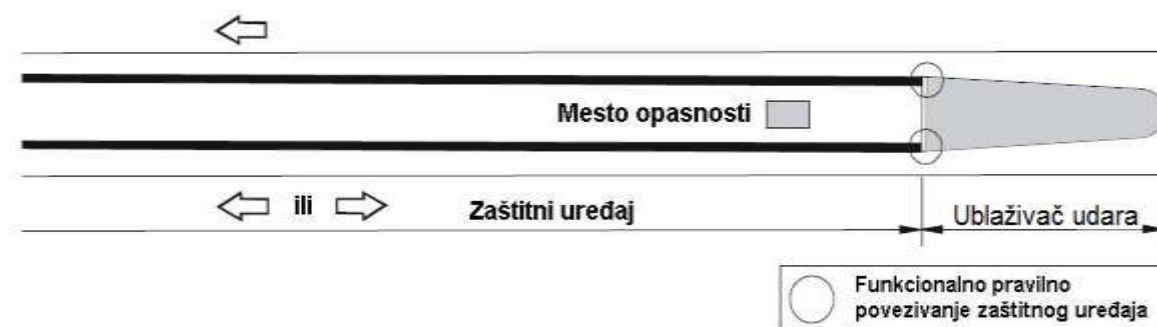 Mesto opasnosti
ili
Zaštitni uređaj
Ublaživač udara
Funkcionalno pravilno
povezivanje zaštitnog uređaja